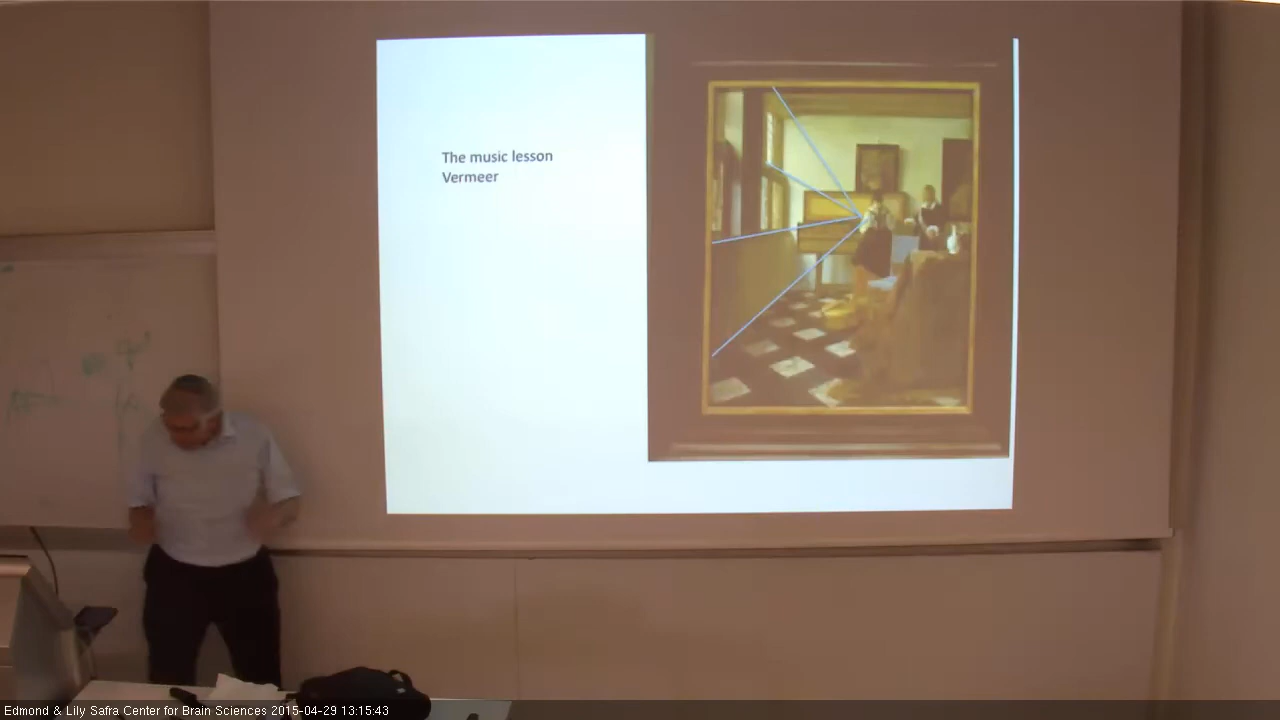 The music lesson
Vermeer
Edmond & Lily Safra Center for Brain Sciences 2015-04-29 13:15:43